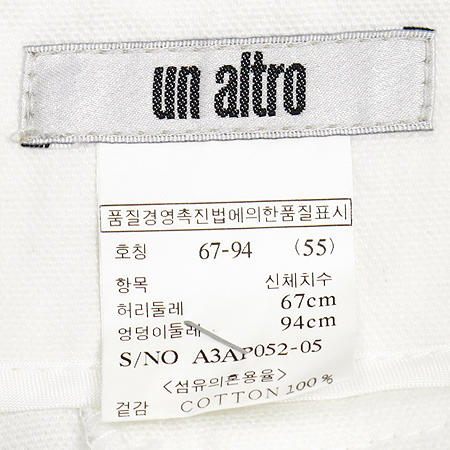 un altro
품질경영촉진법에의한품질표시
호칭 67-94 (55)
항목 신체치수
허리둘레 67cm
엉덩이둘레 94cm
S/NO A3AP052-05
<섬유의혼용율>
겉감 COTTON 100%